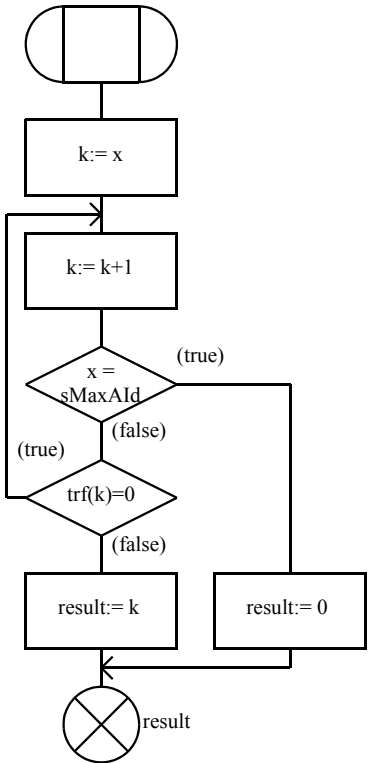 k:= x
k:= k+1
x =
sMaxAId
(true)
(false)
(true)
trf(k)=0
(false)
result:= k
result:= 0
result